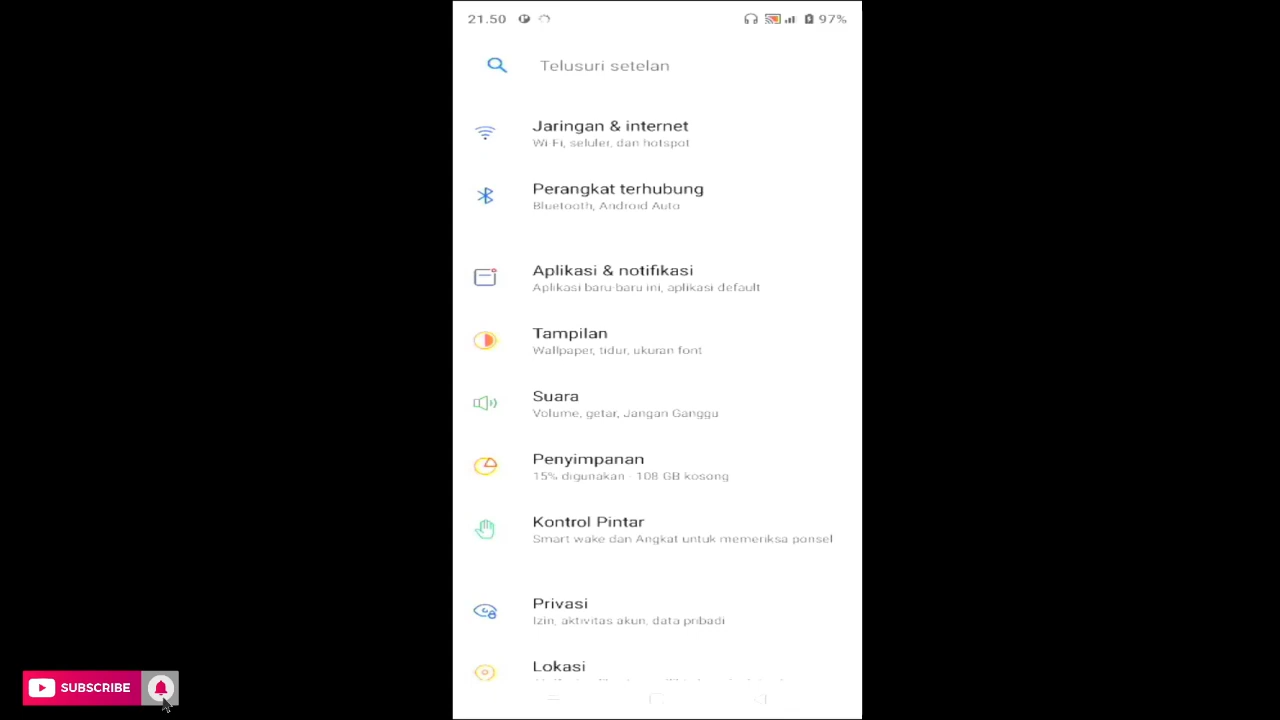 21.50
97%
Telusuri setelan
Jaringan & internet
Wi-Fi, seluler, dan hotspot
Perangkat terhubung
Bluetooth, Android Auto
Aplikasi & notifikasi
Aplikasi baru-baru ini, aplikasi default
Tampilan
Wallpaper, tidur, ukuran font
Suara
Volume, getar, Jangan Ganggu
Penyimpanan
15% digunakan - 108 GB kosong
Kontrol Pintar
Smart wake dan Angkat untuk memeriksa ponsel
Privasi
Izin, aktivitas akun, data pribadi
Lokasi
SUBSCRIBE